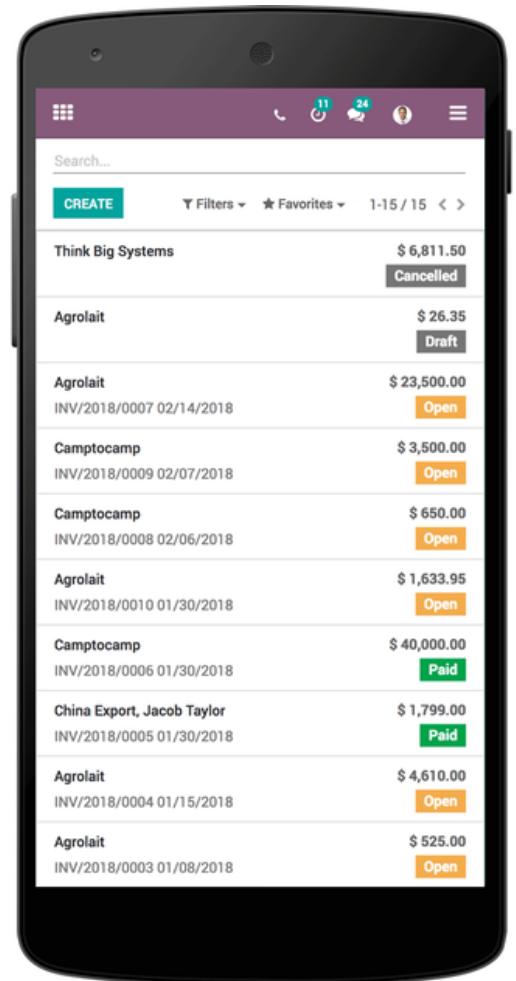 11 24
Search...
CREATE Filters Favorites 1-15 / 15
Think Big Systems $ 6,811.50
Cancelled
Agrolait $ 26.35
Draft
Agrolait $ 23,500.00
INV/2018/0007 02/14/2018 Open
Camptocamp $ 3,500.00
INV/2018/0009 02/07/2018 Open
Camptocamp $ 650.00
INV/2018/0008 02/06/2018 Open
Agrolait $ 1,633.95
INV/2018/0010 01/30/2018 Open
Camptocamp $ 40,000.00
INV/2018/0006 01/30/2018 Paid
China Export, Jacob Taylor $ 1,799.00
INV/2018/0005 01/30/2018 Paid
Agrolait $ 4,610.00
INV/2018/0004 01/15/2018 Open
Agrolait $ 525.00
INV/2018/0003 01/08/2018 Open